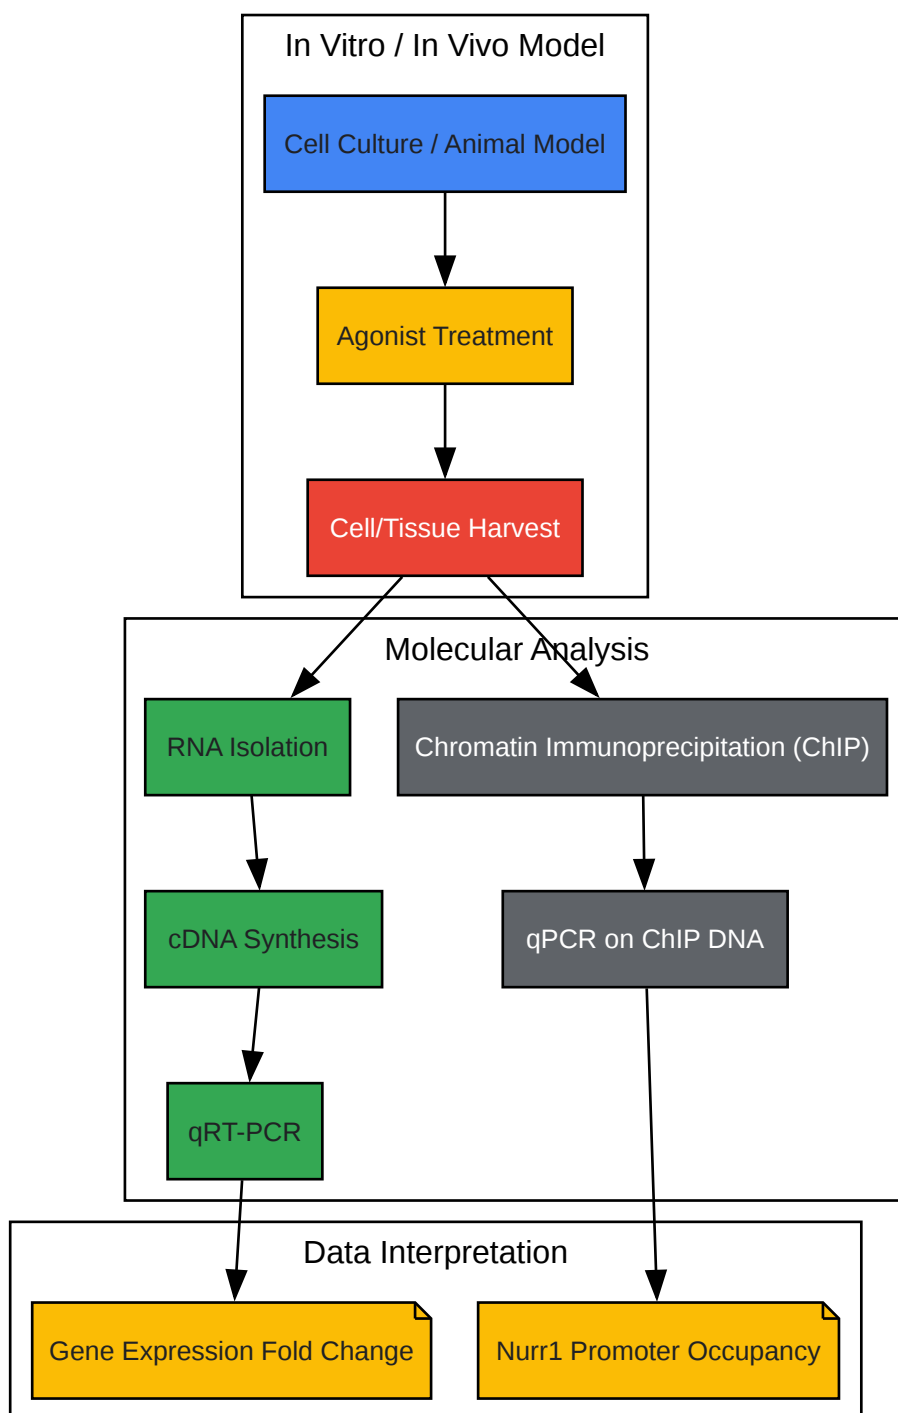 In Vitro / In Vivo Model
Cell Culture / Animal Model
Agonist Treatment
Cell/Tissue Harvest
Molecular Analysis
RNA Isolation
Chromatin Immunoprecipitation (ChIP)
cDNA Synthesis
qPCR on ChIP DNA
qRT-PCR
Data Interpretation
Gene Expression Fold Change
Nurr1 Promoter Occupancy